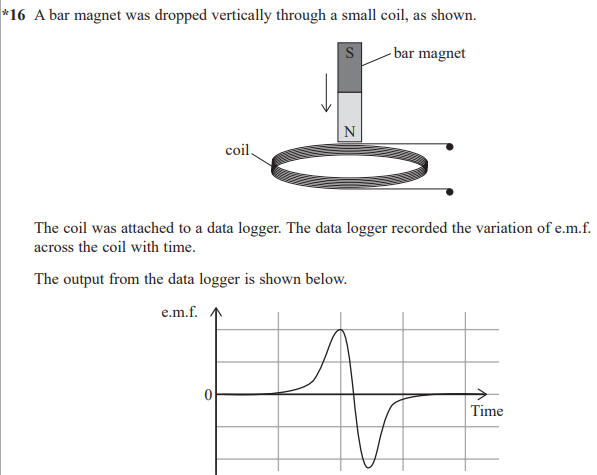 *16 A bar magnet was dropped vertically through a small coil, as shown.
S
bar magnet
N
coil
The coil was attached to a data logger. The data logger recorded the variation of e.m.f.
across the coil with time.
The output from the data logger is shown below.
e.m.f.
0
Time